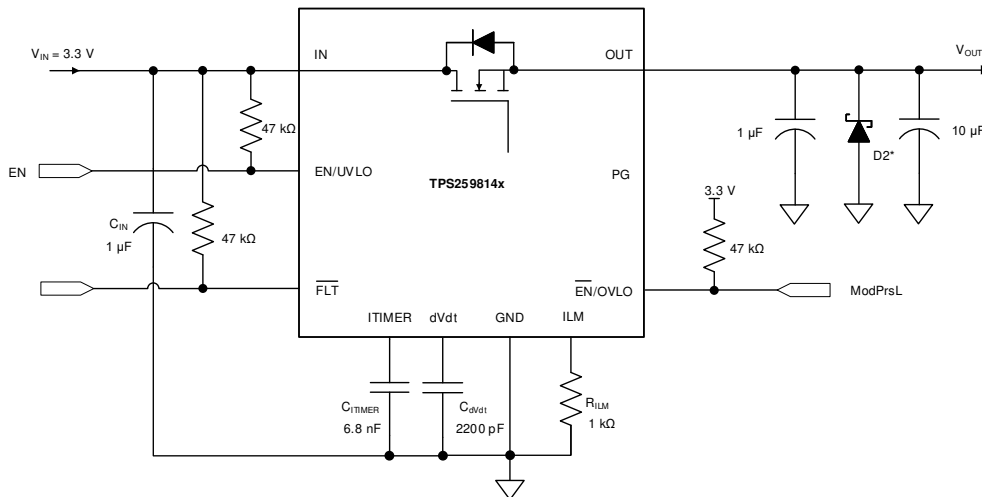 V_IN = 3.3 V
IN
OUT
V_OUT
47 kΩ
1 µF
D2*
10 µF
EN
EN/UVLO
TPS259814x
PG
3.3 V
C_IN
1 µF
47 kΩ
47 kΩ
FLT
EN/OVLO
ModPrsL
ITIMER
dVdt
GND
ILM
C_ITIMER
6.8 nF
C_dVdt
2200 pF
R_ILM
1 kΩ